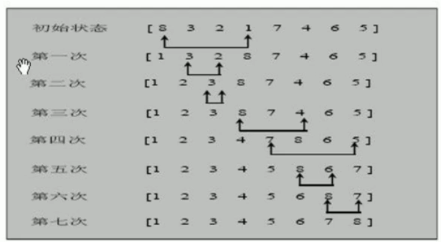 初始状态 [ 8 3 2 1 7 4 6 5 ]
第一次 [ 1 3 2 8 7 4 6 5 ]
第二次 [1 2 3 8 7 4 6 5 ]
第三次 [1 2 3 8 7 4 6 5 ]
第四次 [1 2 3 4 7 8 6 5 ]
第五次 [1 2 3 4 5 8 6 7 ]
第六次 [1 2 3 4 5 6 8 7 ]
第七次 [1 2 3 4 5 6 7 8 ]